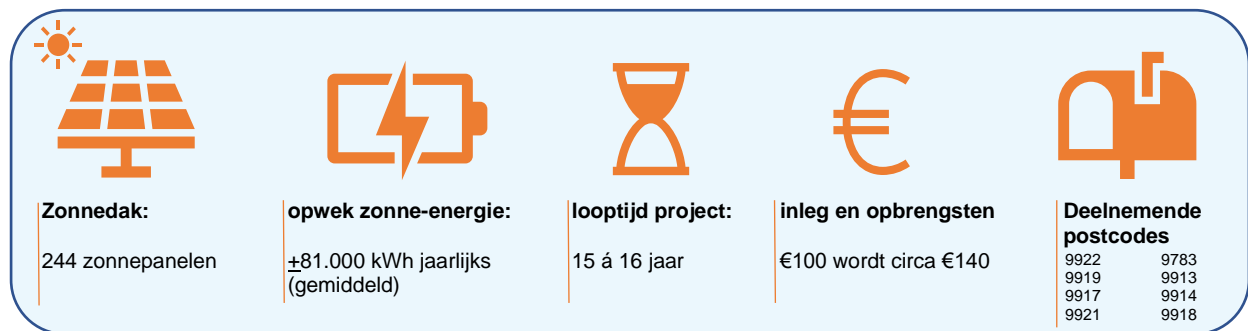 Zonnedak:
244 zonnepanelen
opwek zonne-energie:
+81.000 kWh jaarlijks
(gemiddeld)
looptijd project:
15 á 16 jaar
inleg en opbrengsten
€100 wordt circa €140
Deelnemende
postcodes
9922 9783
9919 9913
9917 9914
9921 9918